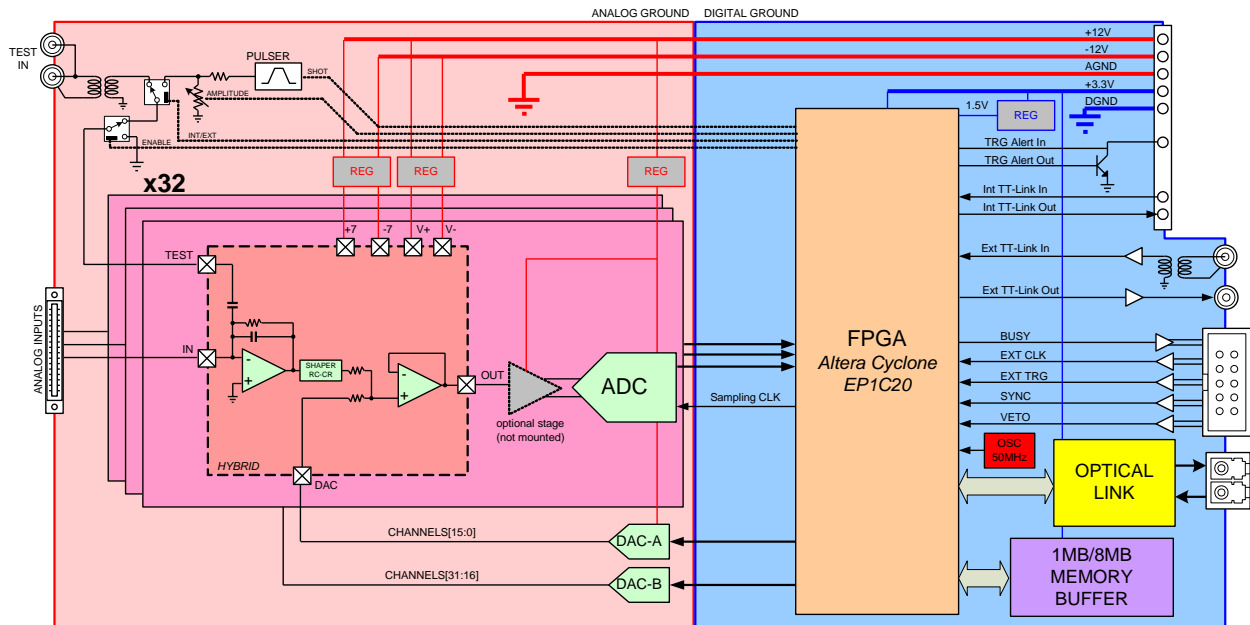 ANALOG GROUND
DIGITAL GROUND
TEST
IN
PULSER
SHOT
AMPLITUDE
INT/EXT
ENABLE
+12V
-12V
AGND
+3.3V
DGND
1.5V
REG
TRG Alert In
TRG Alert Out
Int TT-Link In
Int TT-Link Out
Ext TT-Link In
Ext TT-Link Out
BUSY
EXT CLK
EXT TRG
SYNC
VETO
x32
REG
REG
REG
+7
-7
V+
V-
TEST
IN
ANALOG INPUTS
-
+
SHAPER
RC-CR
-
+
OUT
HYBRID
DAC
optional stage
(not mounted)
ADC
Sampling CLK
FPGA
Altera Cyclone
EP1C20
OSC
50MHz
OPTICAL
LINK
CHANNELS[15:0]
DAC-A
CHANNELS[31:16]
DAC-B
1MB/8MB
MEMORY
BUFFER